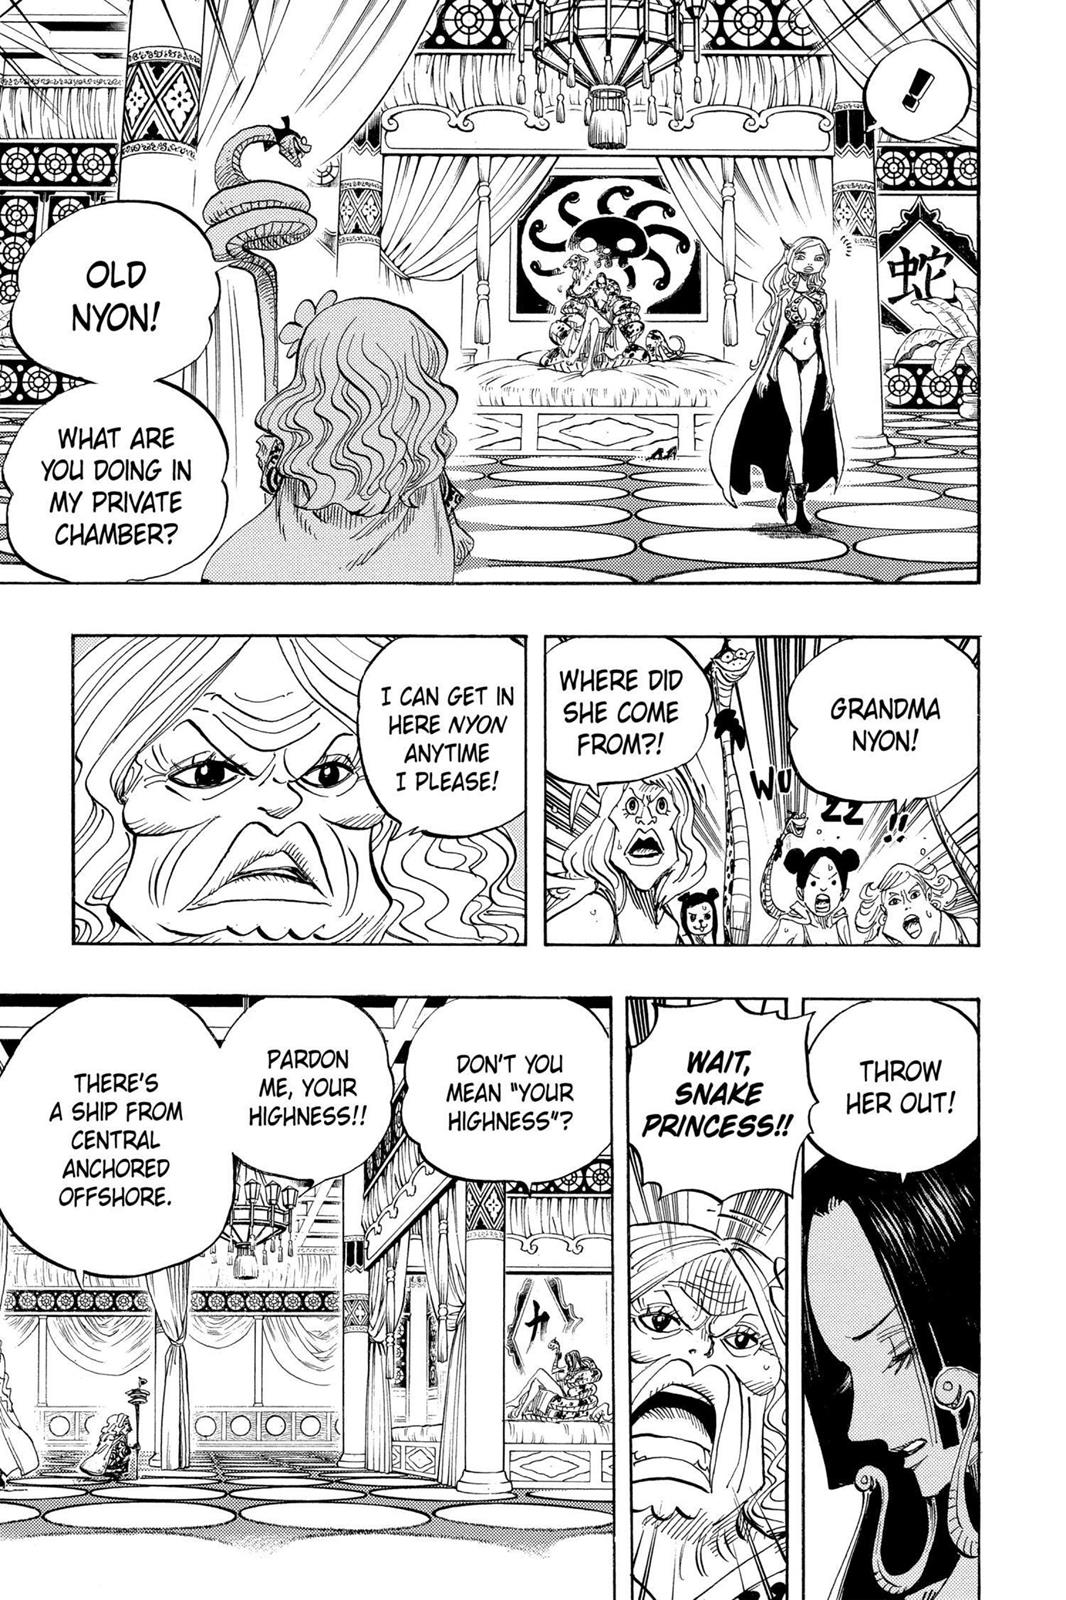 !
OLD
NYON!
WHAT ARE
YOU DOING IN
MY PRIVATE
CHAMBER?
蛇
GRANDMA
NYON!
WHERE DID
SHE COME
FROM?!
WU
ZZ
!!
I CAN GET IN
HERE NYON
ANYTIME
I PLEASE!
THROW
HER OUT!
WAIT,
SNAKE
PRINCESS!!
DON'T YOU
MEAN "YOUR
HIGHNESS"?
PARDON
ME, YOUR
HIGHNESS!!
THERE'S
A SHIP FROM
CENTRAL
ANCHORED
OFFSHORE.